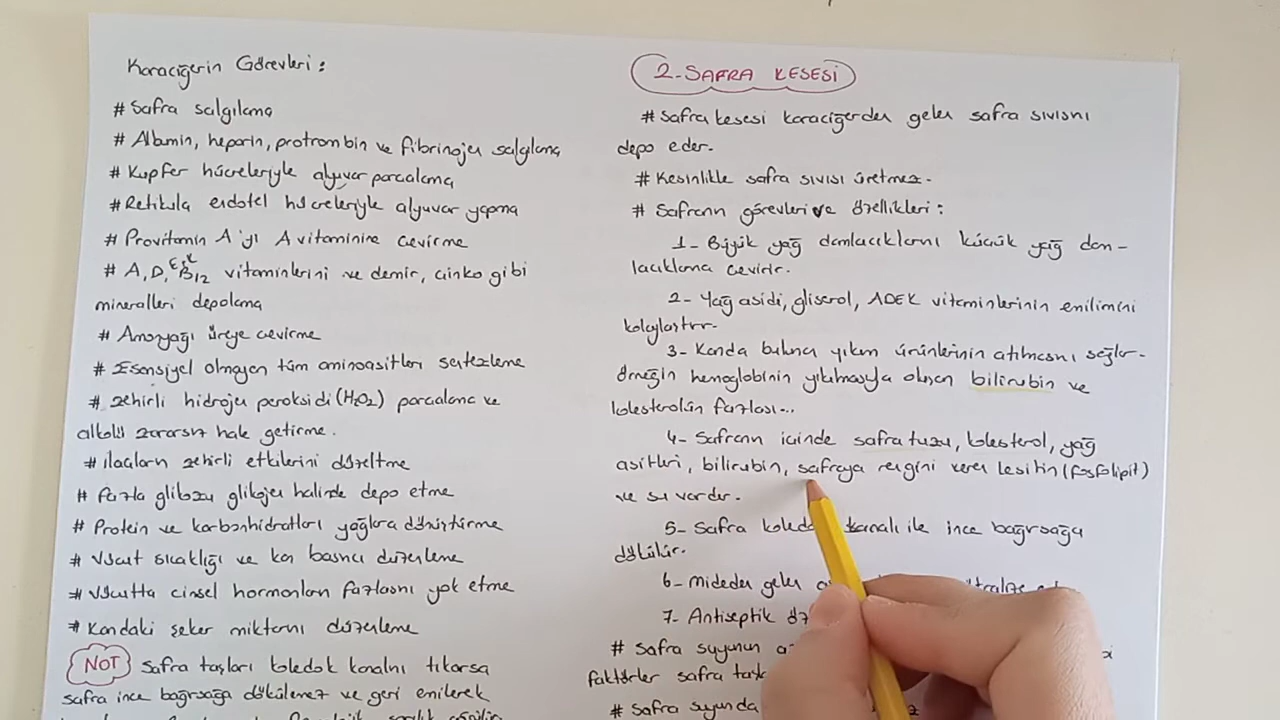 Karaciğerin Görevleri:
# Safra salgılama
# Albumin, heparin, protrombin ve fibrinojen salgılama
# Kupfer hücreleriyle alyuvar parçalama
# Retikula endotel hücreleriyle alyuvar yapma
# Provitamin A'yı A vitaminine çevirme
# A, D, E, K, B12 vitaminlerini ve demir, çinko gibi
mineralleri depolama
# Amonyağı üreye çevirme
# Esansiyel olmayan tüm aminoasitleri sentezleme
# Zehirli hidrojen peroksidi (H2O2) parçalama ve
alkolü zararsız hale getirme.
# İlaçların zehirli etkilerini düzeltme
# Fazla glikozu glikojen halinde depo etme
# Protein ve karbonhidratları yağlara dönüştürme
# Vücut sıcaklığı ve kan basıncı düzenleme
# Vücutta cinsel hormonların fazlasını yok etme
# Kandaki şeker miktarını düzenleme
NOT Safra taşları koledok kanalını tıkarsa
safra ince bağırsağa dökülemez ve geri emilerek
2-SAFRA KESESİ
# Safra kesesi karaciğerden gelen safra sıvısını
depo eder.
# Kesinlikle safra sıvısı üretmez.
# Safranın görevleri ve özellikleri:
1- Büyük yağ damlacıklarını küçük yağ dam-
lacıklarına çevirir.
2- Yağ asidi, gliserol, ADEK vitaminlerinin emilimini
kolaylaştırır.
3- Kanda bulunan yıkım ürünlerinin atılmasını sağlar.
Örneğin hemoglobinin yıkılmasıyla oluşan bilirubin ve
kolesterolün fazlası...
4- Safranın içinde safra tuzu, kolesterol, yağ
asitleri, bilirubin, safraya rengini veren lesitin (fosfolipit)
ve su vardır.
5- Safra koledok kanalı ile ince bağırsağa
dökülür.
6- Mideden gelen
7- Antiseptik
# Safra suyunun
faktörler safra
# Safra suyunda